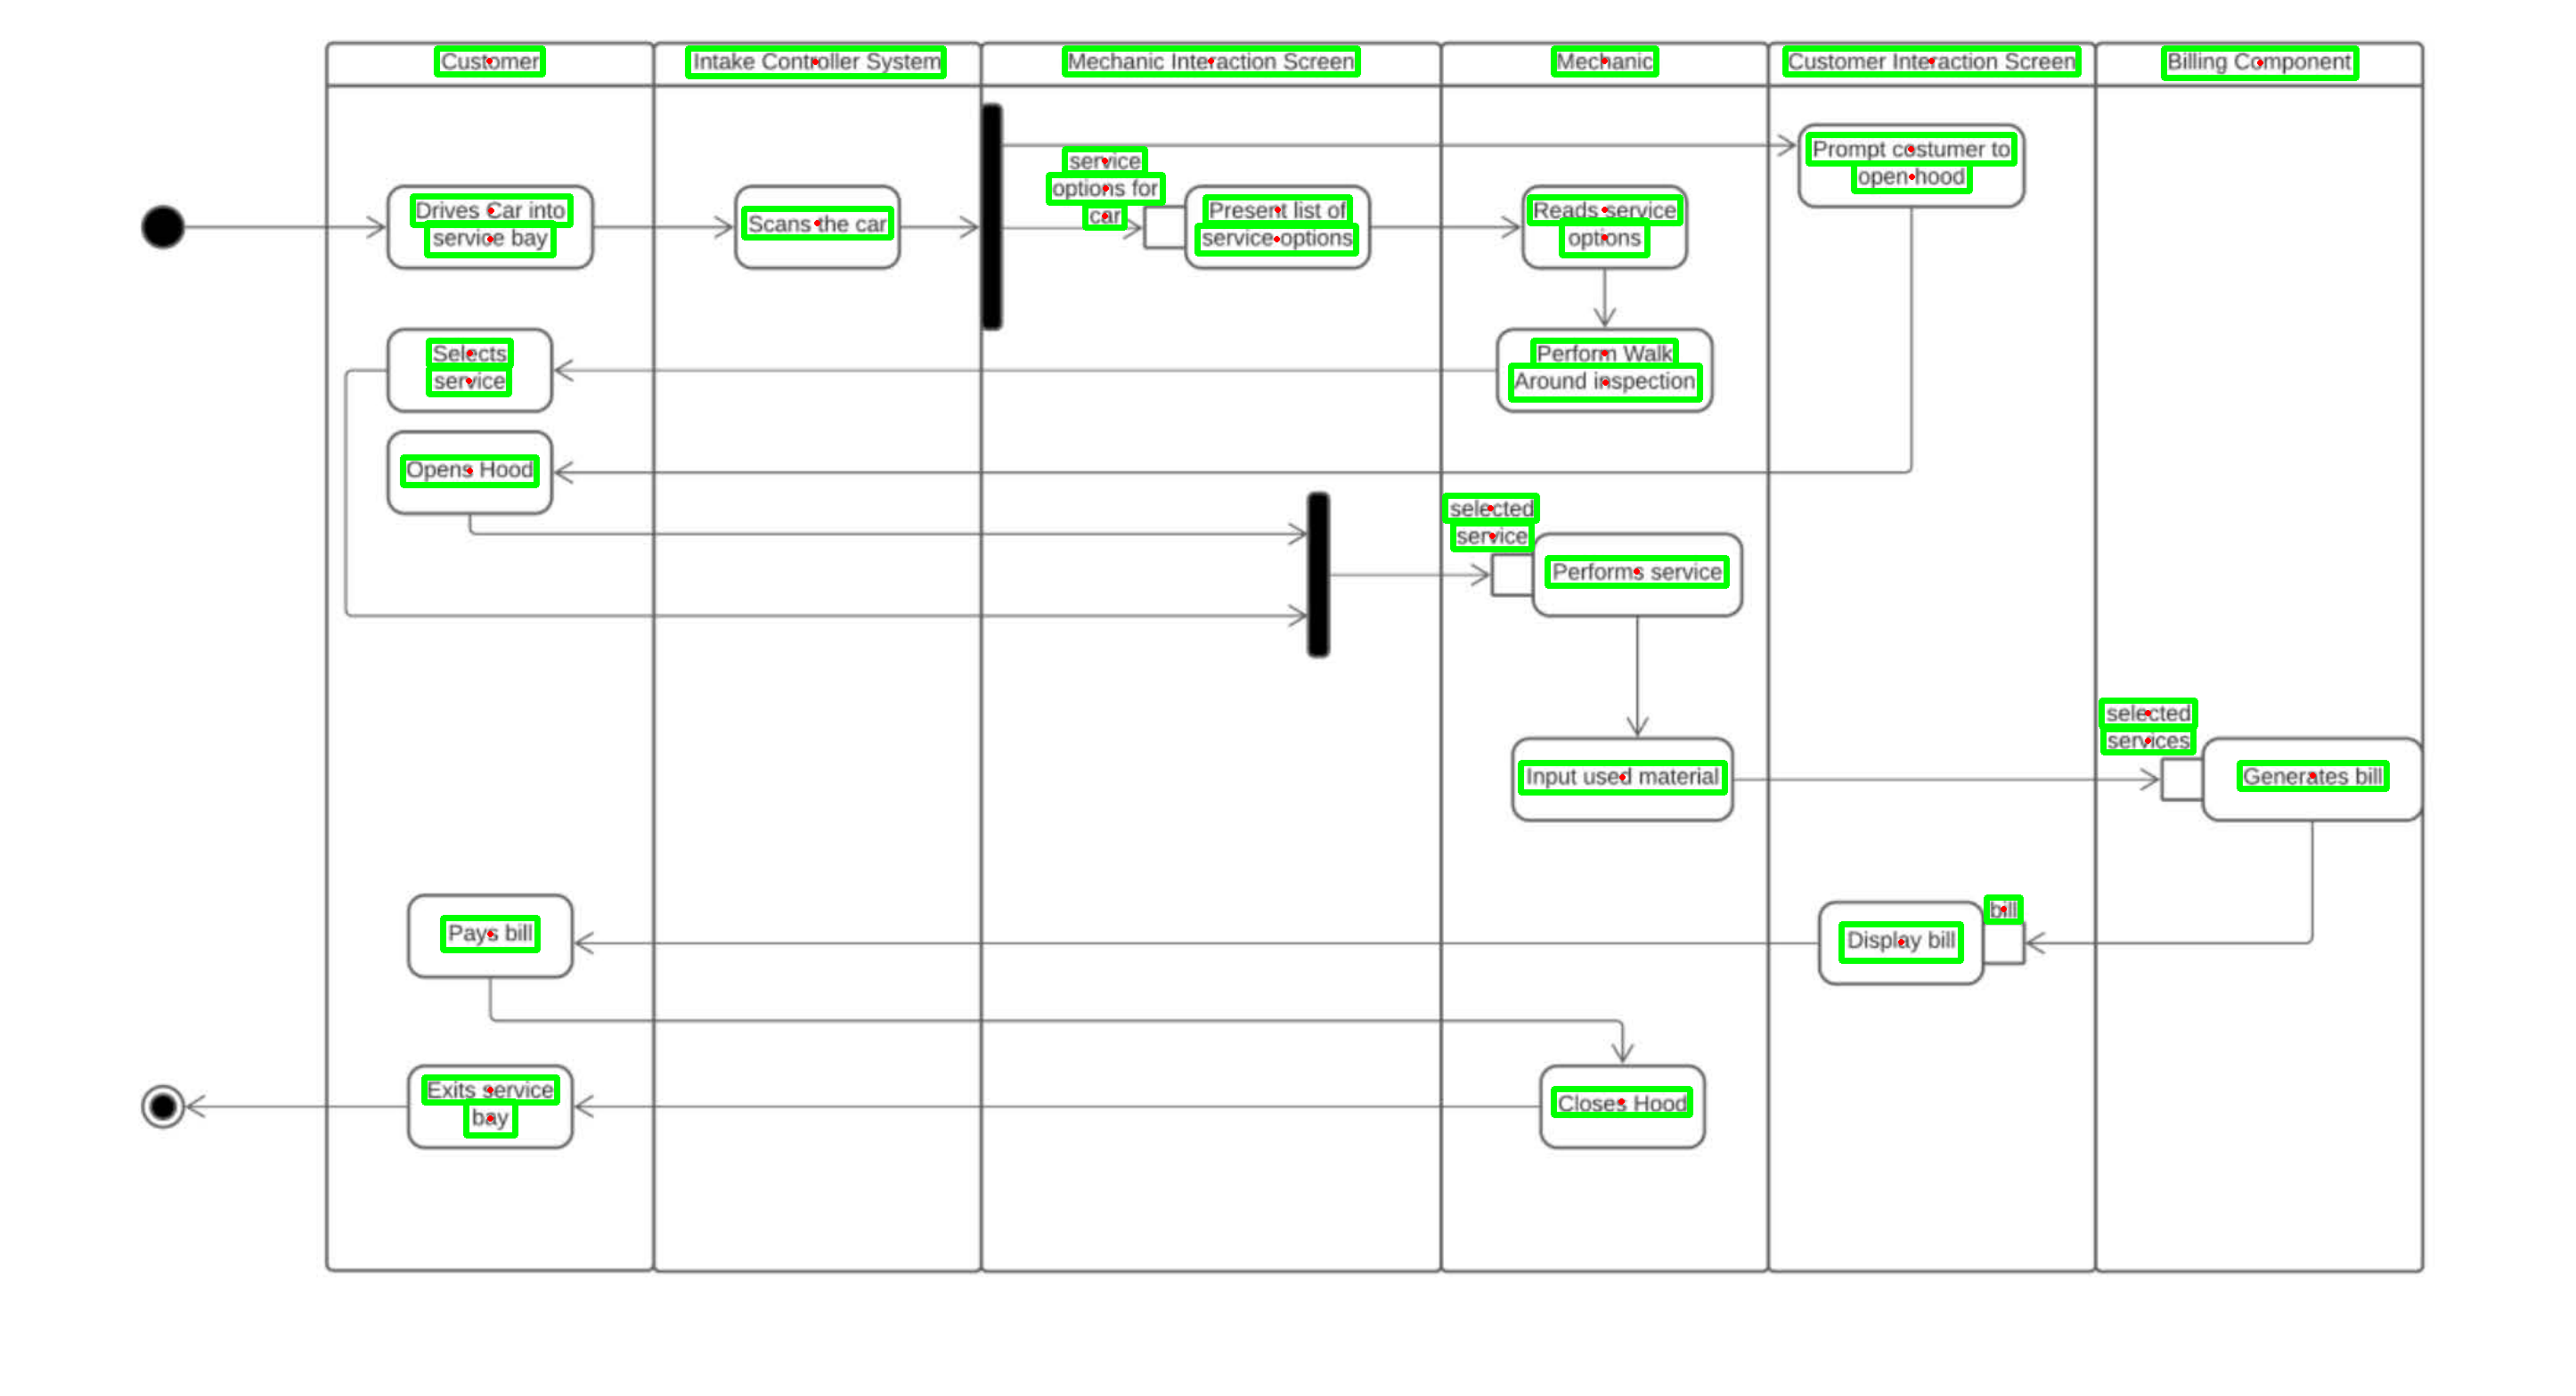 Customer
Intake Controller System
Mechanic Interaction Screen
Mechanic
Customer Interaction Screen
Billing Component
Prompt costumer to
open hood
service
options for
car
Drives Car into
service bay
Scans the car
Present list of
service options
Reads service
options
Selects
service
Perform Walk
Around inspection
Opens Hood
selected
service
Performs service
selected
services
Input used material
Generates bill
Pays bill
Display bill
bill
Exits service
bay
Closes Hood